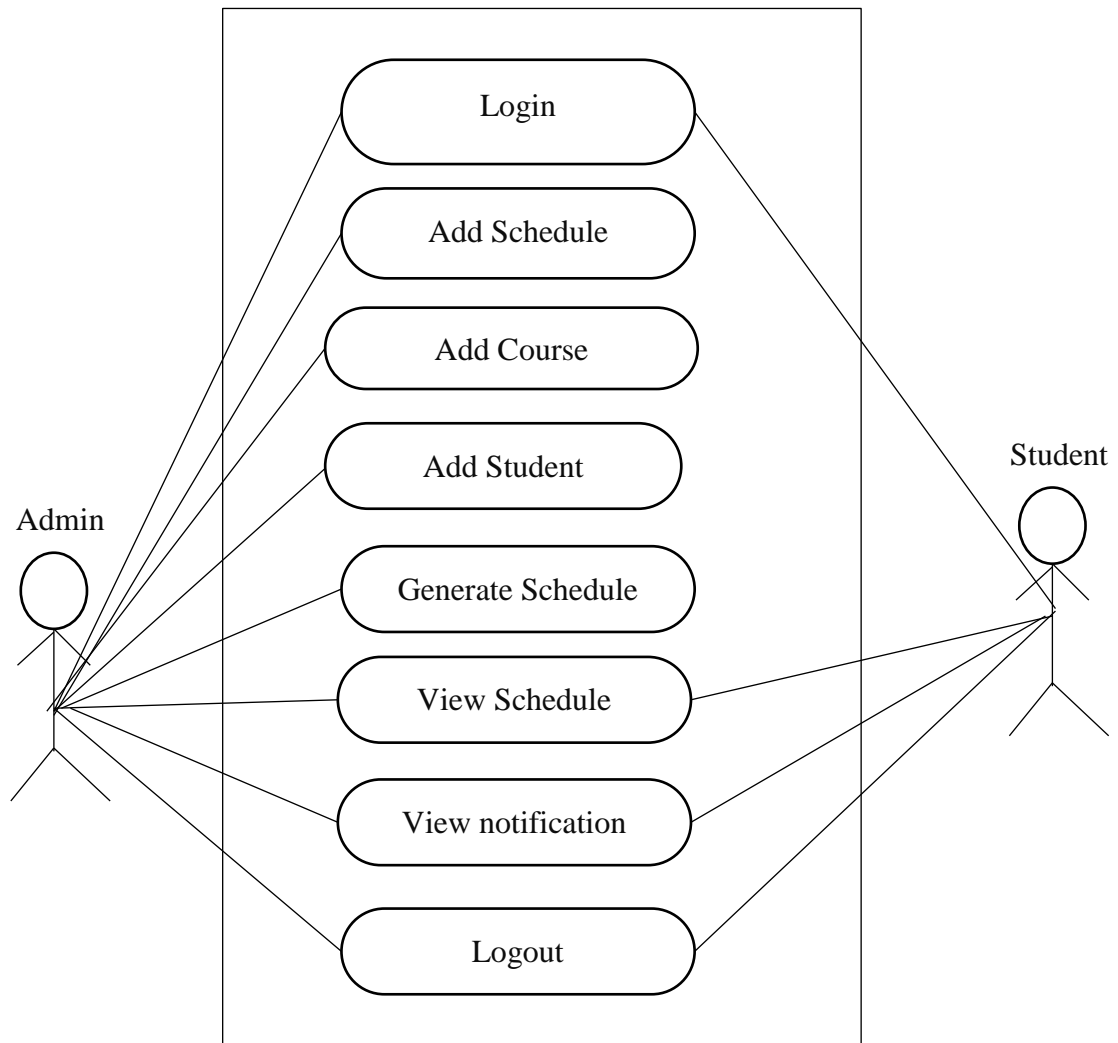 Login
Add Schedule
Add Course
Add Student
Student
Admin
Generate Schedule
View Schedule
View notification
Logout